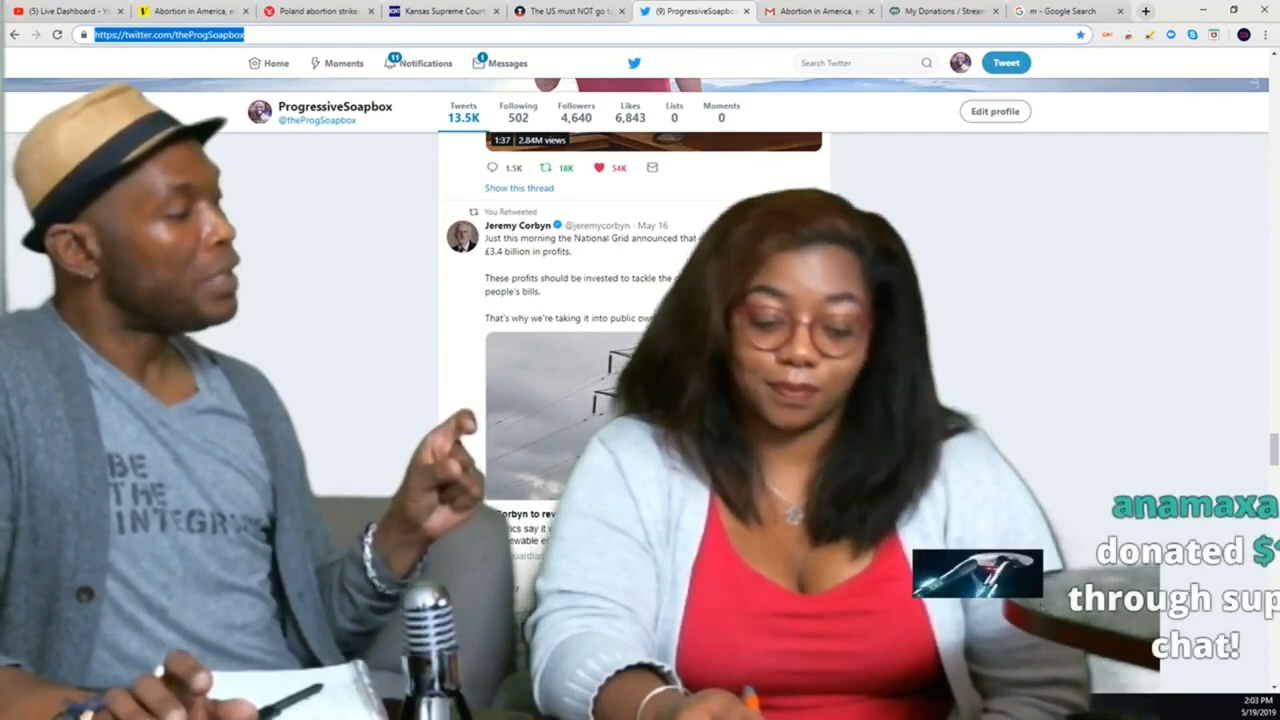 (5) Live Dashboard - Yo
Abortion in America, e
Poland abortion strike
Kansas Supreme Court
The US must NOT go t
(9) ProgressiveSoapbo
Abortion in America, e
My Donations / Strean
m - Google Search
https://twitter.com/theProgSoapbox
Home
Moments
11
Notifications
1
Messages
Search Twitter
Tweet
ProgressiveSoapbox
@theProgSoapbox
Tweets
13.5K
Following
502
Followers
4,640
Likes
6,843
Lists
0
Moments
0
Edit profile
1:37 2.84M views
1.5K 18K 54K
Show this thread
You Retweeted
Jeremy Corbyn @jeremycorbyn · May 16
Just this morning the National Grid announced that
£3.4 billion in profits.
These profits should be invested to tackle the
people's bills.
That's why we're taking it into public ow
BE
THE
INTEGR
anamaxa
donated $
through sup
chat!
2:03 PM
5/19/2019